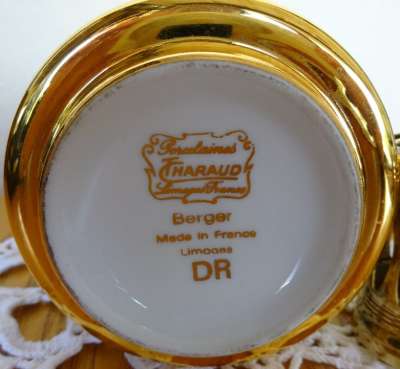 Porcelaines
THARAUD
Limoges France
Berger
Made in France
Limoges
DR